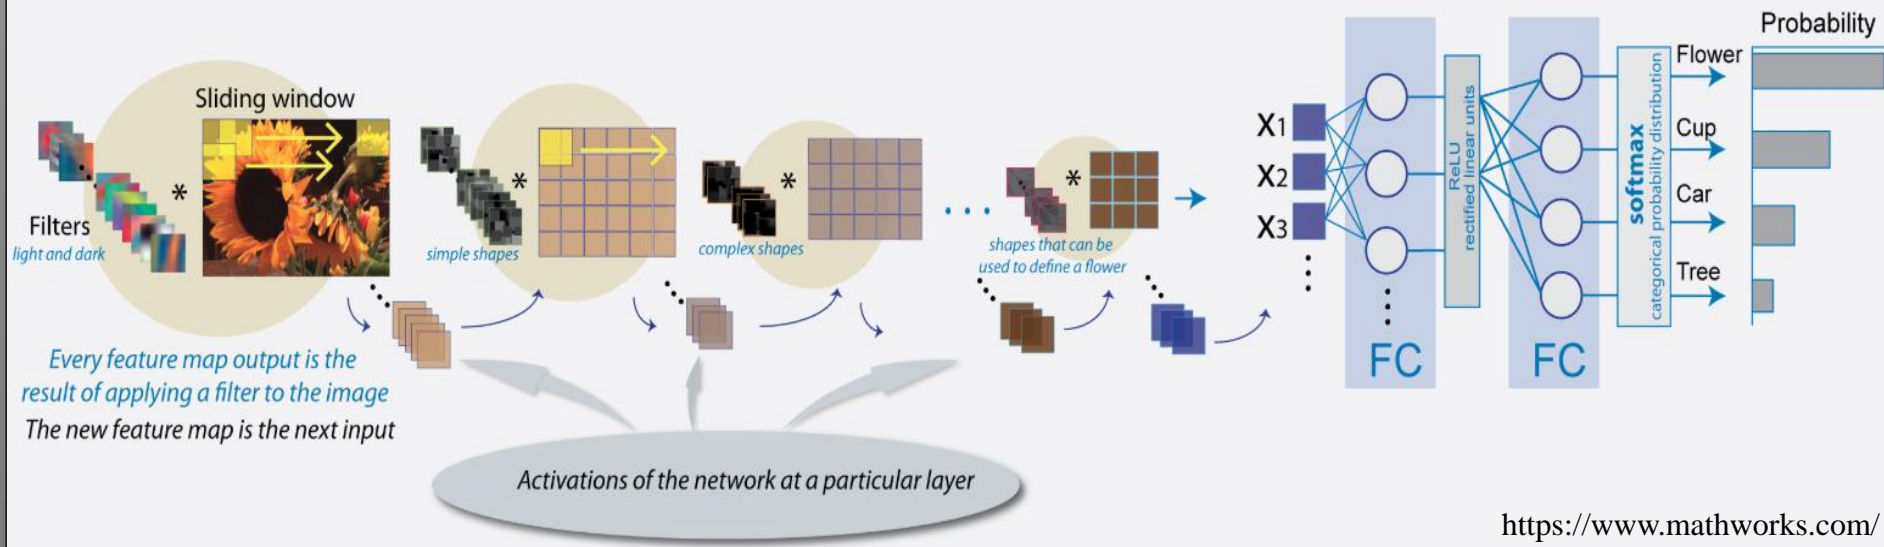 Sliding window
Filters
light and dark
*
simple shapes
*
complex shapes
*
shapes that can be
used to define a flower
*
Every feature map output is the
result of applying a filter to the image
The new feature map is the next input
Activations of the network at a particular layer
X1
X2
X3
FC
ReLU
rectified linear units
FC
softmax
categorical probability distribution
Probability
Flower
Cup
Car
Tree
https://www.mathworks.com/